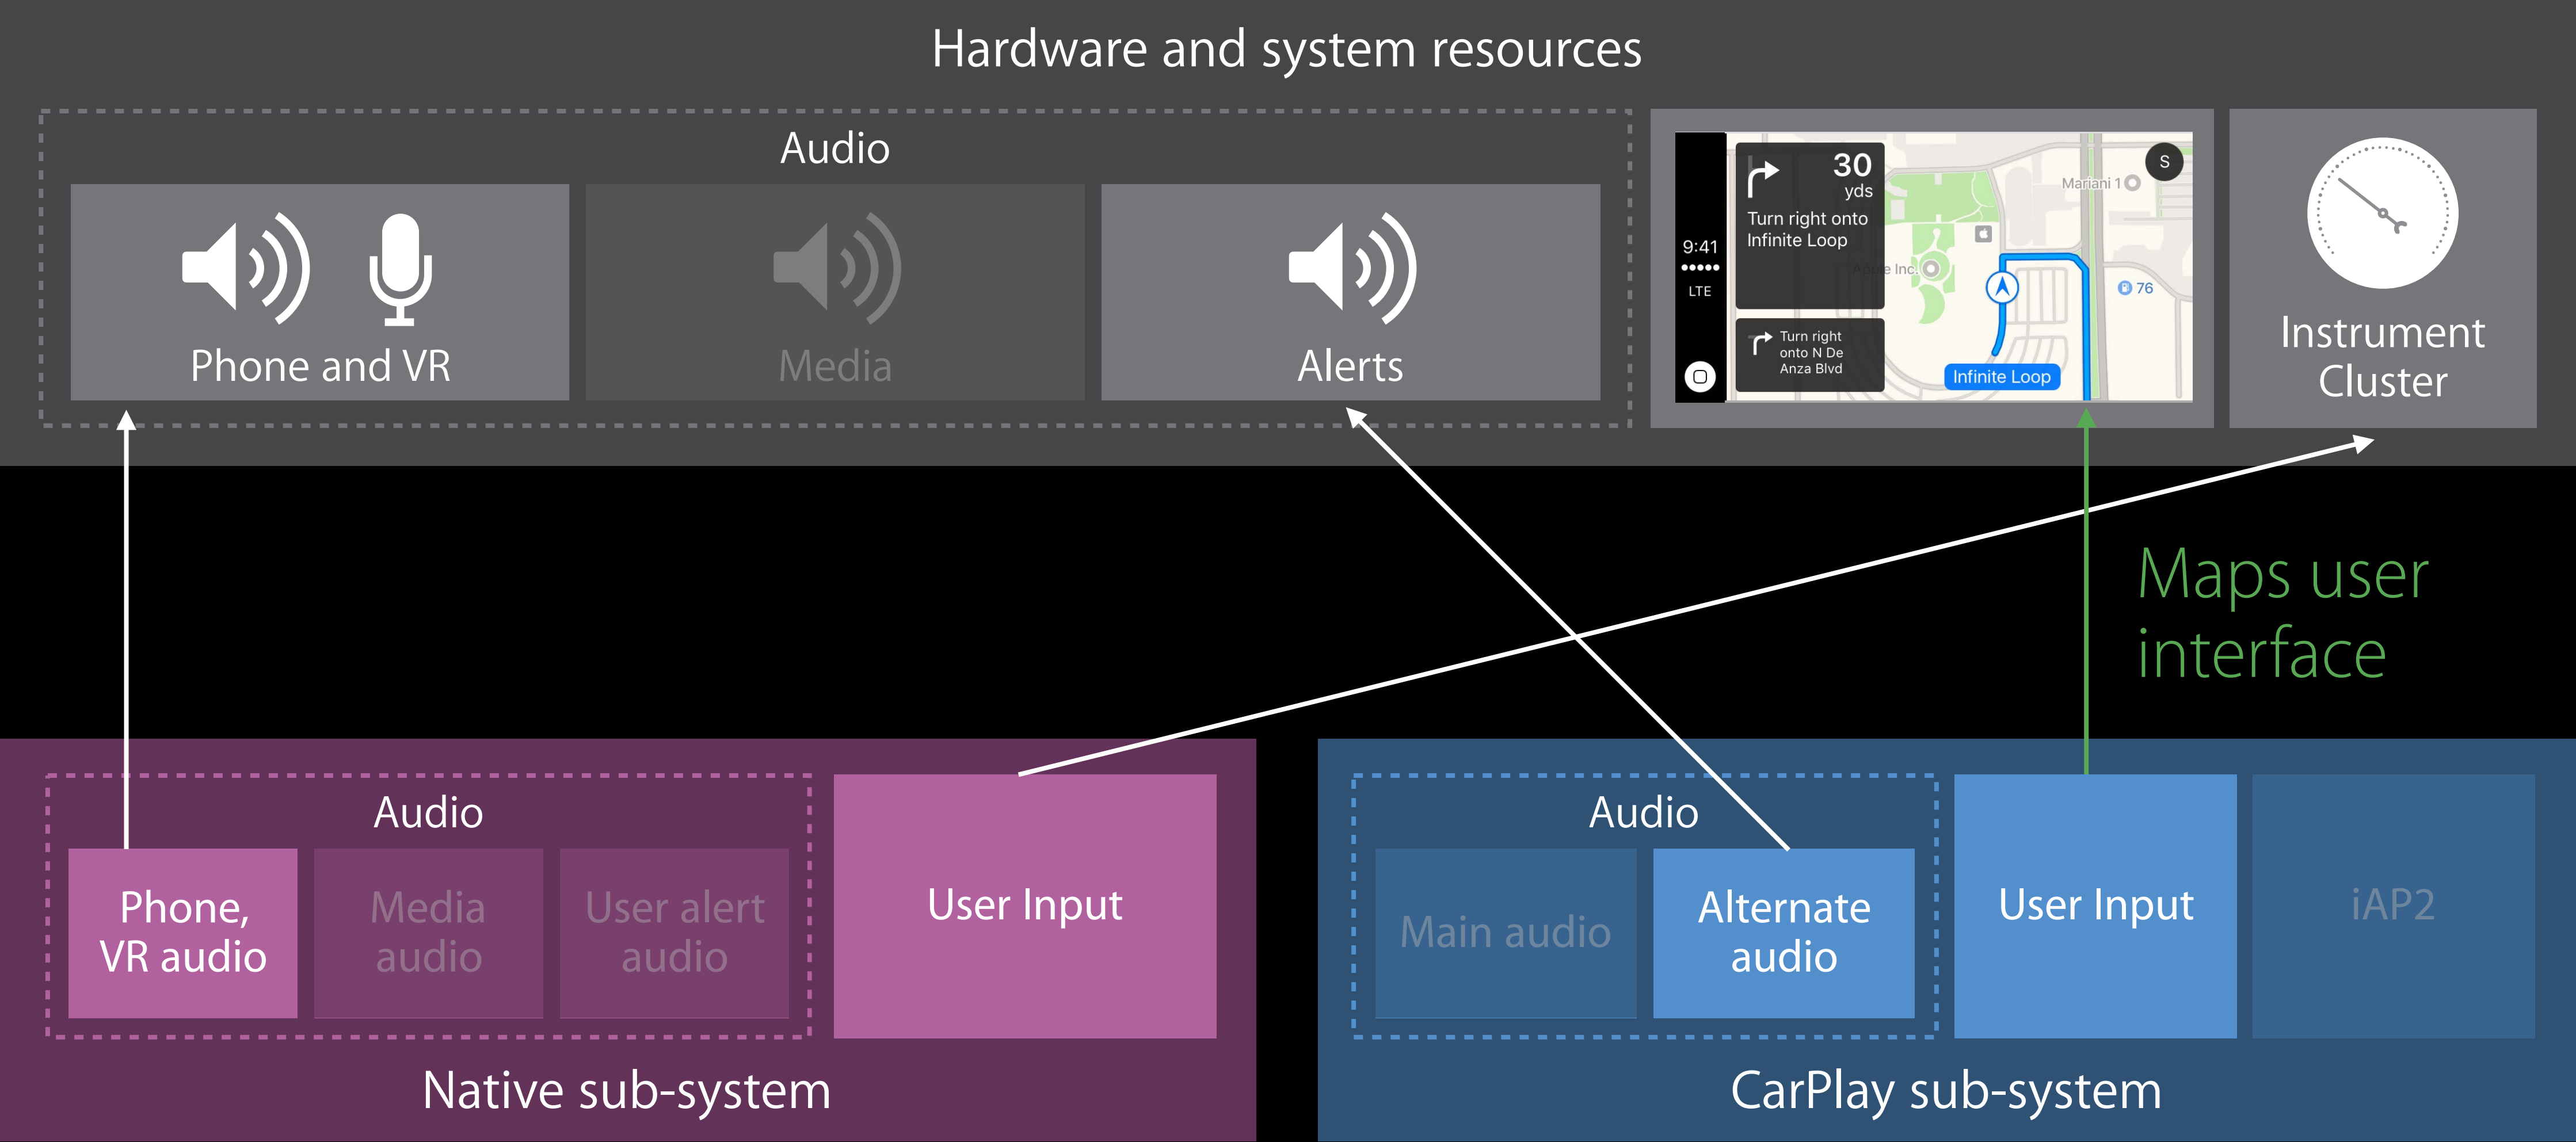 Hardware and system resources
Audio
Phone and VR
Media
Alerts
9:41
LTE
30
yds
Turn right onto
Infinite Loop
Turn right
onto N De
Anza Blvd
Apple Inc.
Mariani 1
S
76
Infinite Loop
Instrument
Cluster
Maps user
interface
Audio
Phone,
VR audio
Media
audio
User alert
audio
User Input
Native sub-system
Audio
Main audio
Alternate
audio
User Input
iAP2
CarPlay sub-system